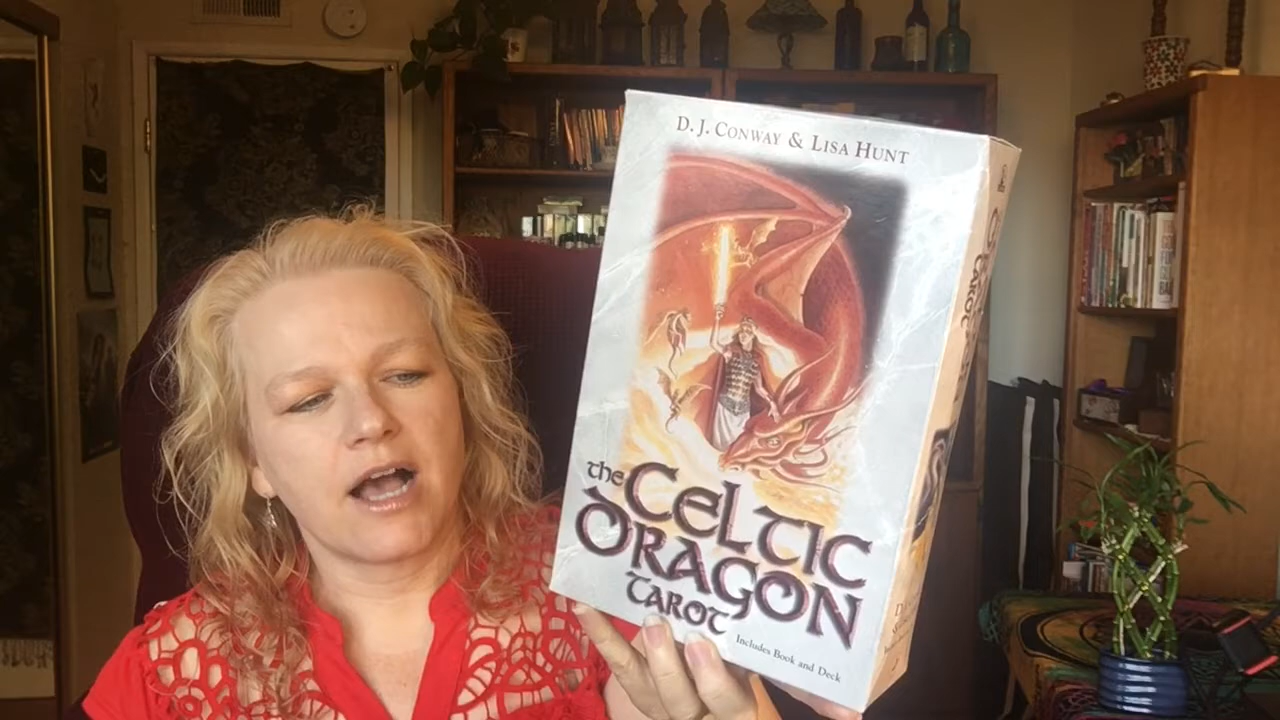 D. J. CONWAY & LISA HUNT
the CELTIC
DRAGON
TAROT
Includes Book and Deck